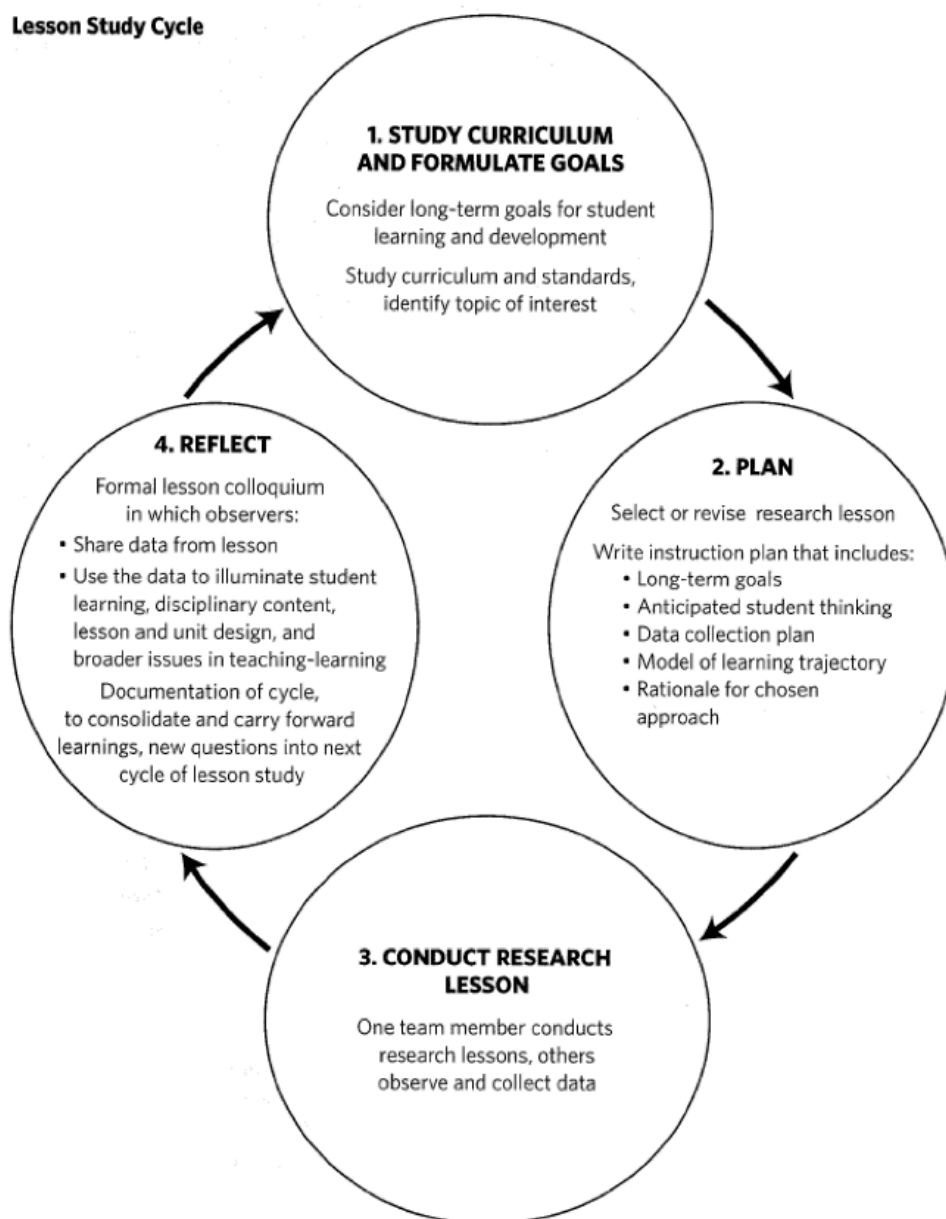 Lesson Study Cycle
1. STUDY CURRICULUM
AND FORMULATE GOALS
Consider long-term goals for student
learning and development
Study curriculum and standards,
identify topic of interest
2. PLAN
Select or revise research lesson
Write instruction plan that includes:
• Long-term goals
• Anticipated student thinking
• Data collection plan
• Model of learning trajectory
• Rationale for chosen
approach
3. CONDUCT RESEARCH
LESSON
One team member conducts
research lessons, others
observe and collect data
4. REFLECT
Formal lesson colloquium
in which observers:
• Share data from lesson
• Use the data to illuminate student
learning, disciplinary content,
lesson and unit design, and
broader issues in teaching-learning
Documentation of cycle,
to consolidate and carry forward
learnings, new questions into next
cycle of lesson study